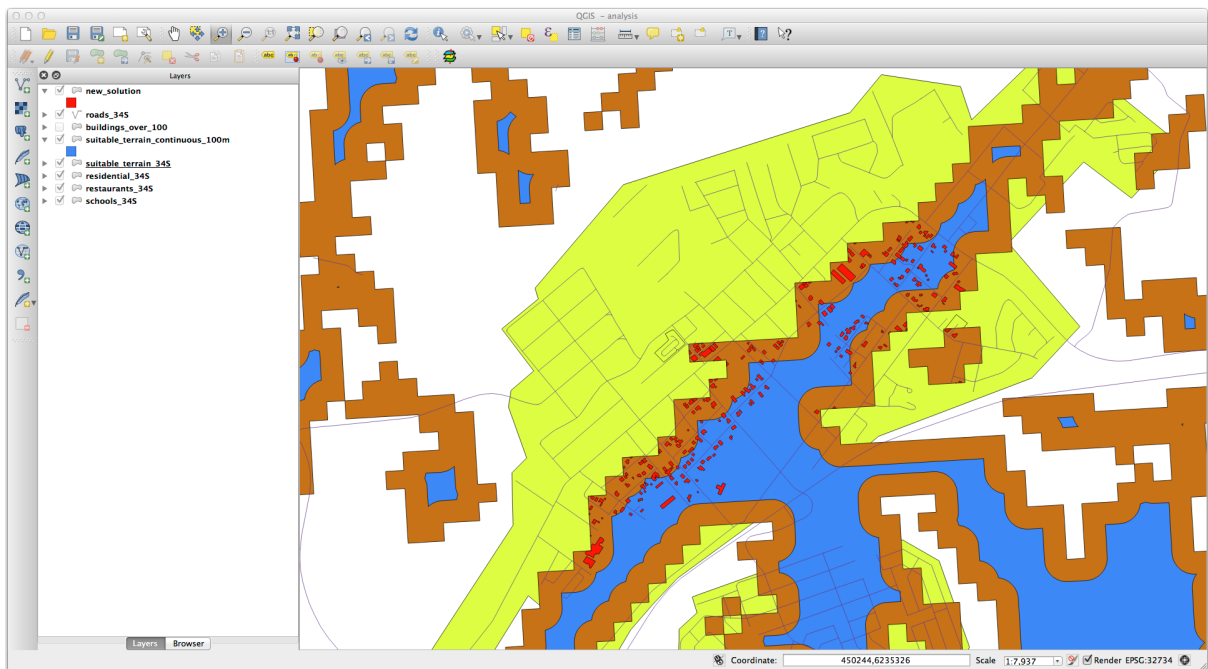 QGIS - analysis
Layers
new_solution
roads_34S
buildings_over_100
suitable_terrain_continuous_100m
suitable_terrain_34S
residential_34S
restaurants_34S
schools_34S
Layers
Browser
Coordinate:
450244,6235326
Scale
1:7,937
Render
EPSG:32734